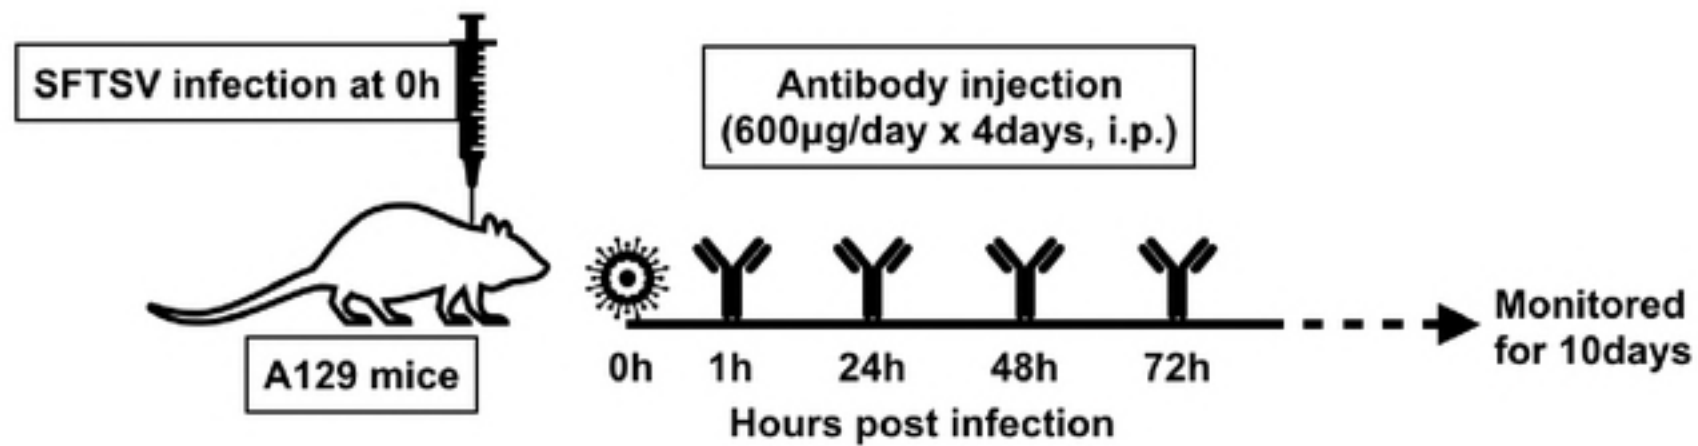 SFTSV infection at 0h
Antibody injection
(600µg/day x 4days, i.p.)
A129 mice
0h 1h 24h 48h 72h
Hours post infection
Monitored
for 10days